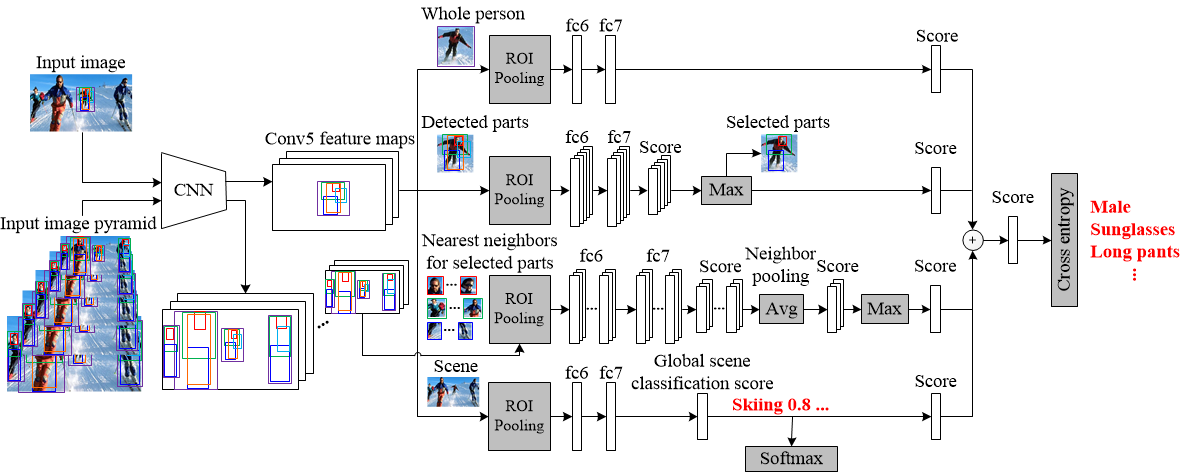 Input image
CNN
Input image pyramid
Conv5 feature maps
Whole person
ROI
Pooling
fc6
fc7
Score
Detected parts
ROI
Pooling
fc6
fc7
Score
Max
Selected parts
Score
Nearest neighbors
for selected parts
ROI
Pooling
fc6
fc7
Score
Neighbor
pooling
Avg
Score
Max
Score
Scene
ROI
Pooling
fc6
fc7
Global scene
classification score
Skiing 0.8 ...
Softmax
Score
+
Score
Cross entropy
Male
Sunglasses
Long pants